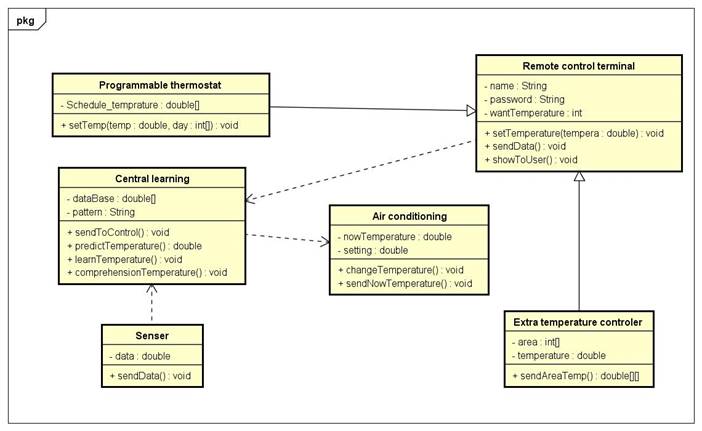 pkg
Programmable thermostat
- Schedule_temprature : double[]
+ setTemp(temp : double, day : int[]) : void
Remote control terminal
- name : String
- password : String
- wantTemperature : int
+ setTemperature(tempera : double) : void
+ sendData() : void
+ showToUser() : void
Central learning
- dataBase : double[]
- pattern : String
+ sendToControl() : void
+ predictTemperature() : double
+ learnTemperature() : void
+ comprehensionTemperature() : void
Air conditioning
- nowTemperature : double
- setting : double
+ changeTemperature() : void
+ sendNowTemperature() : void
Senser
- data : double
+ sendData() : void
Extra temperature controler
- area : int[]
- temperature : double
+ sendAreaTemp() : double[][]